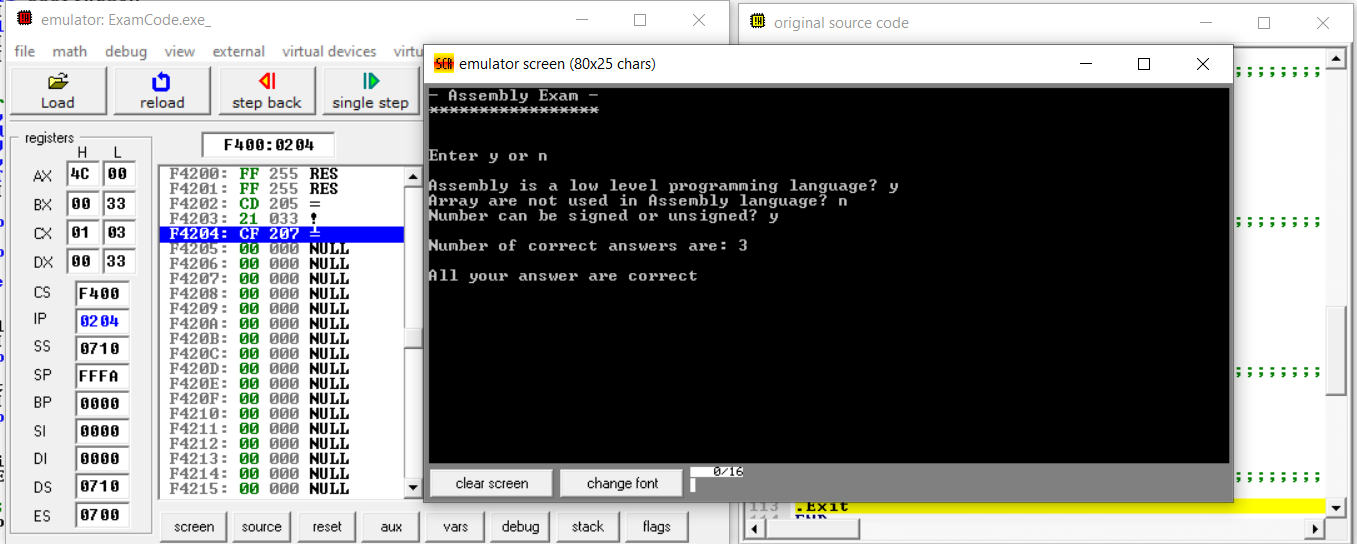 emulator: ExamCode.exe_
file math debug view external virtual devices virtu
Load reload step back single step
registers
H L
AX 4C 00
BX 00 33
CX 01 03
DX 00 33
CS F400
IP 0204
SS 0710
SP FFFA
BP 0000
SI 0000
DI 0000
DS 0710
ES 0700
F400:0204
F4200: FF 255 RES
F4201: FF 255 RES
F4202: CD 205 =
F4203: 21 033 !
F4204: CF 207 ╧
F4205: 00 000 NULL
F4206: 00 000 NULL
F4207: 00 000 NULL
F4208: 00 000 NULL
F4209: 00 000 NULL
F420A: 00 000 NULL
F420B: 00 000 NULL
F420C: 00 000 NULL
F420D: 00 000 NULL
F420E: 00 000 NULL
F420F: 00 000 NULL
F4210: 00 000 NULL
F4211: 00 000 NULL
F4212: 00 000 NULL
F4213: 00 000 NULL
F4214: 00 000 NULL
F4215: 00 000 NULL
screen source reset aux vars debug stack flags
emulator screen (80x25 chars)
- Assembly Exam -
*****************
Enter y or n
Assembly is a low level programming language? y
Array are not used in Assembly language? n
Number can be signed or unsigned? y
Number of correct answers are: 3
All your answer are correct
clear screen change font 0/16
original source code
;;;;;;;;
;;;;;;;;
;;;;;;;;
;;;;;;;;
113 .Exit